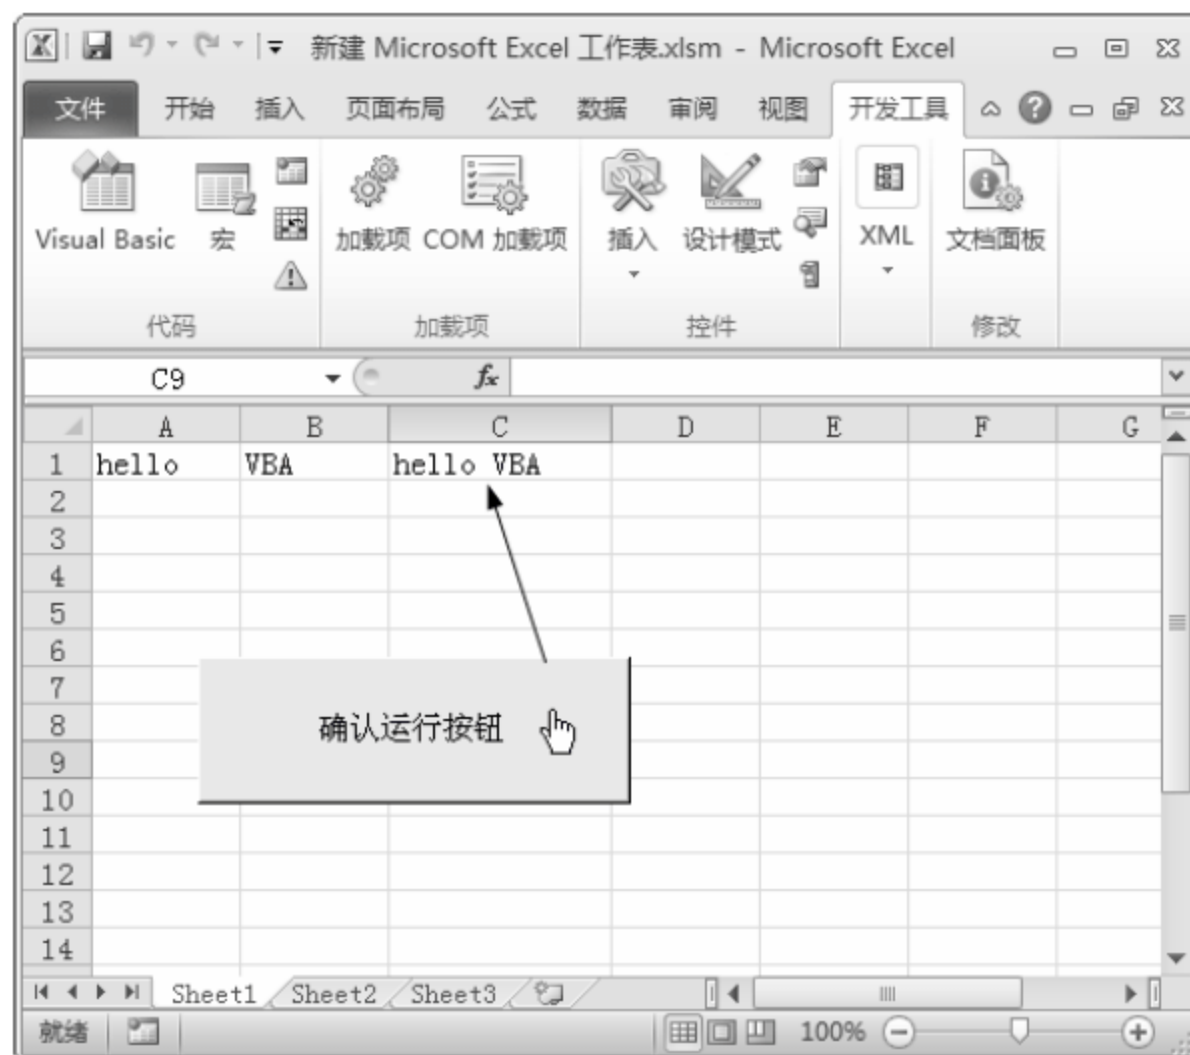 新建 Microsoft Excel 工作表.xlsm - Microsoft Excel
文件 开始 插入 页面布局 公式 数据 审阅 视图 开发工具
Visual Basic 宏 加载项 COM 加载项 插入 设计模式 XML 文档面板
代码 加载项 控件 修改
C9 fx
A B C D E F G
1 hello VBA hello VBA
2
3
4
5
6
7
8 确认运行按钮
9
10
11
12
13
14
Sheet1 Sheet2 Sheet3
就绪 100%